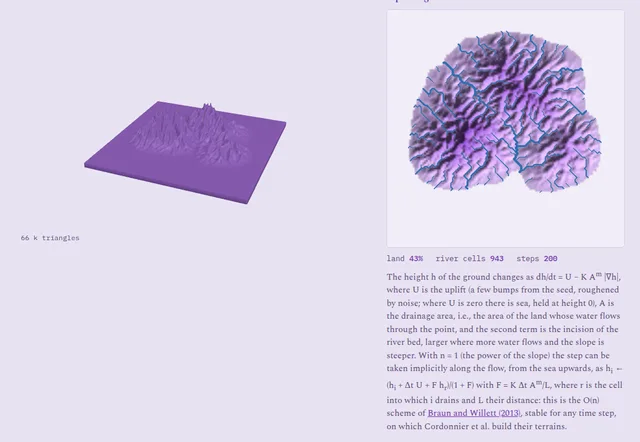 66 k triangles
land 43% river cells 943 steps 200
The height h of the ground changes as dh/dt = U − K Aᵐ |∇h|,
where U is the uplift (a few bumps from the seed, roughened
by noise; where U is zero there is sea, held at height 0), A is
the drainage area, i.e., the area of the land whose water flows
through the point, and the second term is the incision of the
river bed, larger where more water flows and the slope is
steeper. With n = 1 (the power of the slope) the step can be
taken implicitly along the flow, from the sea upwards, as hᵢ ←
(hᵢ + Δt U + F hᵣ)/(1 + F) with F = K Δt Aᵐ/L, where r is the cell
into which i drains and L their distance: this is the O(n)
scheme of Braun and Willett (2013), stable for any time step,
on which Cordonnier et al. build their terrains.